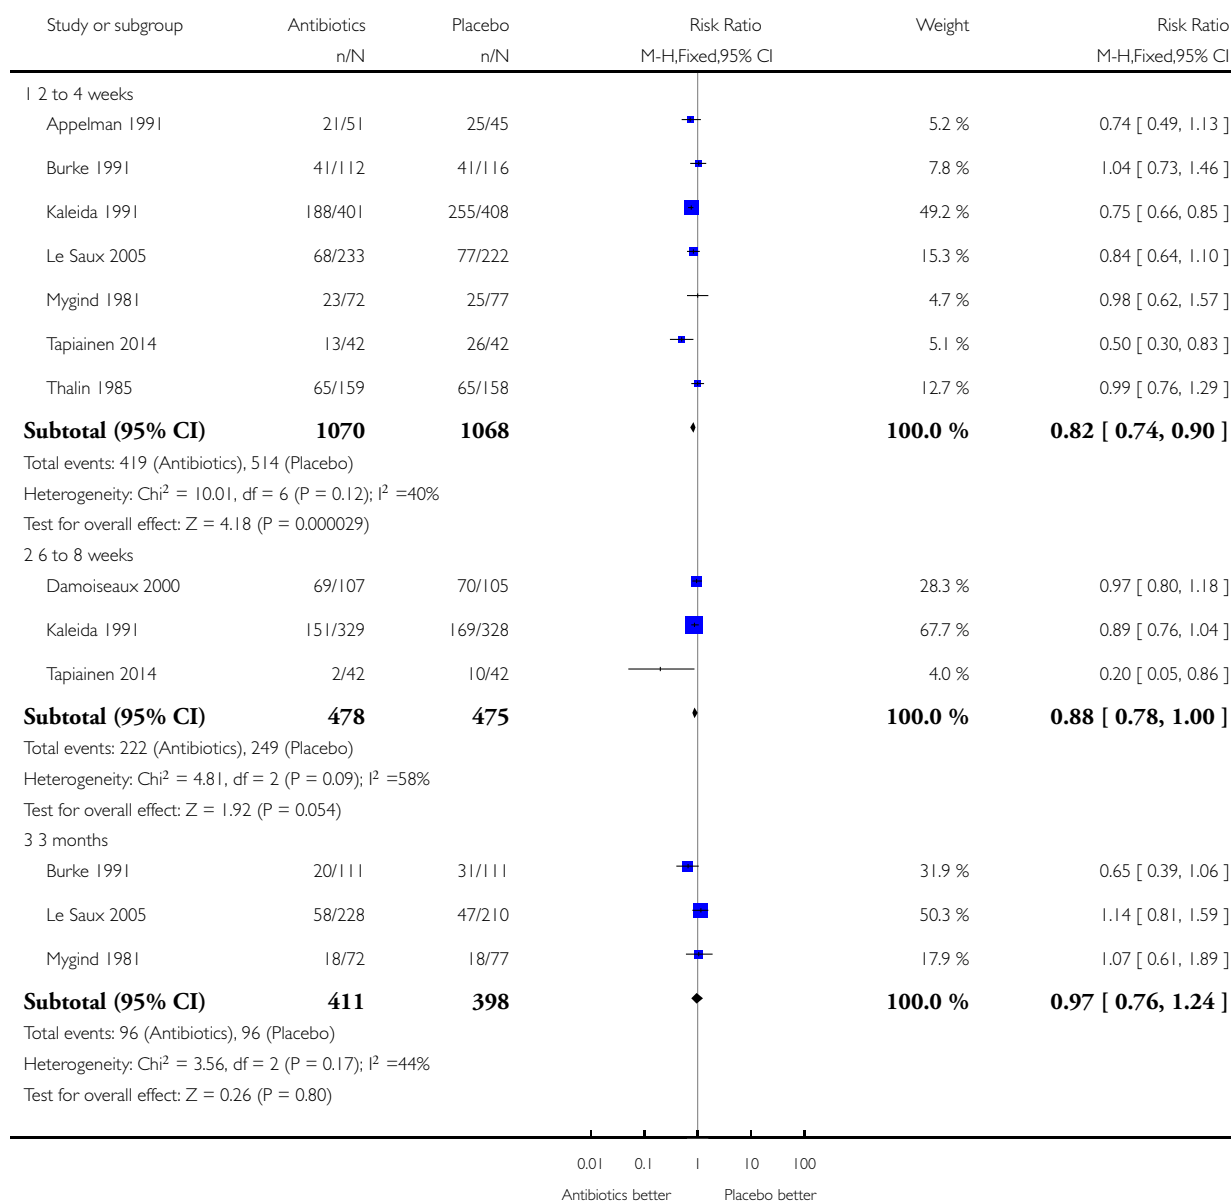 Study or subgroup Antibiotics Placebo Risk Ratio Weight Risk Ratio
n/N n/N M-H,Fixed,95% CI M-H,Fixed,95% CI
1 2 to 4 weeks
Appelman 1991 21/51 25/45 5.2 % 0.74 [ 0.49, 1.13 ]
Burke 1991 41/112 41/116 7.8 % 1.04 [ 0.73, 1.46 ]
Kaleida 1991 188/401 255/408 49.2 % 0.75 [ 0.66, 0.85 ]
Le Saux 2005 68/233 77/222 15.3 % 0.84 [ 0.64, 1.10 ]
Mygind 1981 23/72 25/77 4.7 % 0.98 [ 0.62, 1.57 ]
Tapiainen 2014 13/42 26/42 5.1 % 0.50 [ 0.30, 0.83 ]
Thalin 1985 65/159 65/158 12.7 % 0.99 [ 0.76, 1.29 ]
Subtotal (95% CI) 1070 1068 100.0 % 0.82 [ 0.74, 0.90 ]
Total events: 419 (Antibiotics), 514 (Placebo)
Heterogeneity: Chi² = 10.01, df = 6 (P = 0.12); I² =40%
Test for overall effect: Z = 4.18 (P = 0.000029)
2 6 to 8 weeks
Damoiseaux 2000 69/107 70/105 28.3 % 0.97 [ 0.80, 1.18 ]
Kaleida 1991 151/329 169/328 67.7 % 0.89 [ 0.76, 1.04 ]
Tapiainen 2014 2/42 10/42 4.0 % 0.20 [ 0.05, 0.86 ]
Subtotal (95% CI) 478 475 100.0 % 0.88 [ 0.78, 1.00 ]
Total events: 222 (Antibiotics), 249 (Placebo)
Heterogeneity: Chi² = 4.81, df = 2 (P = 0.09); I² =58%
Test for overall effect: Z = 1.92 (P = 0.054)
3 3 months
Burke 1991 20/111 31/111 31.9 % 0.65 [ 0.39, 1.06 ]
Le Saux 2005 58/228 47/210 50.3 % 1.14 [ 0.81, 1.59 ]
Mygind 1981 18/72 18/77 17.9 % 1.07 [ 0.61, 1.89 ]
Subtotal (95% CI) 411 398 100.0 % 0.97 [ 0.76, 1.24 ]
Total events: 96 (Antibiotics), 96 (Placebo)
Heterogeneity: Chi² = 3.56, df = 2 (P = 0.17); I² =44%
Test for overall effect: Z = 0.26 (P = 0.80)
0.01 0.1 1 10 100
Antibiotics better Placebo better